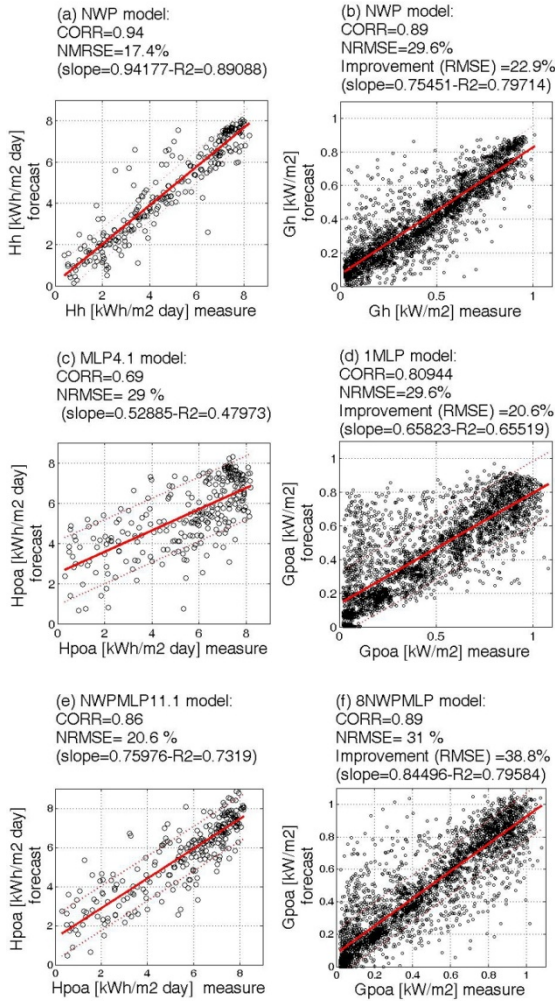 (a) NWP model:
CORR=0.94
NMRSE=17.4%
(slope=0.94177-R2=0.89088)
8
6
4
2
0
0 2 4 6 8
Hh [kWh/m2 day]
forecast
Hh [kWh/m2 day] measure
(b) NWP model:
CORR=0.89
NRMSE=29.6%
Improvement (RMSE) =22.9%
(slope=0.75451-R2=0.79714)
1
0.8
0.6
0.4
0.2
0
0 0.5 1
Gh [kW/m2]
forecast
Gh [kW/m2] measure
(c) MLP4.1 model:
CORR=0.69
NRMSE= 29 %
(slope=0.52885-R2=0.47973)
8
6
4
2
0
0 2 4 6 8
Hpoa [kWh/m2 day]
forecast
Hpoa [kWh/m2 day] measure
(d) 1MLP model:
CORR=0.80944
NRMSE=29.6%
Improvement (RMSE) =20.6%
(slope=0.65823-R2=0.65519)
1
0.8
0.6
0.4
0.2
0
0 0.5 1
Gpoa [kW/m2]
forecast
Gpoa [kW/m2] measure
(e) NWPMLP11.1 model:
CORR=0.86
NRMSE= 20.6 %
(slope=0.75976-R2=0.7319)
8
6
4
2
0
0 2 4 6 8
Hpoa [kWh/m2 day]
forecast
Hpoa [kWh/m2 day] measure
(f) 8NWPMLP model:
CORR=0.89
NRMSE= 31 %
Improvement (RMSE) =38.8%
(slope=0.84496-R2=0.79584)
1
0.8
0.6
0.4
0.2
0
0 0.2 0.4 0.6 0.8 1
Gpoa [kW/m2]
forecast
Gpoa [kW/m2] measure